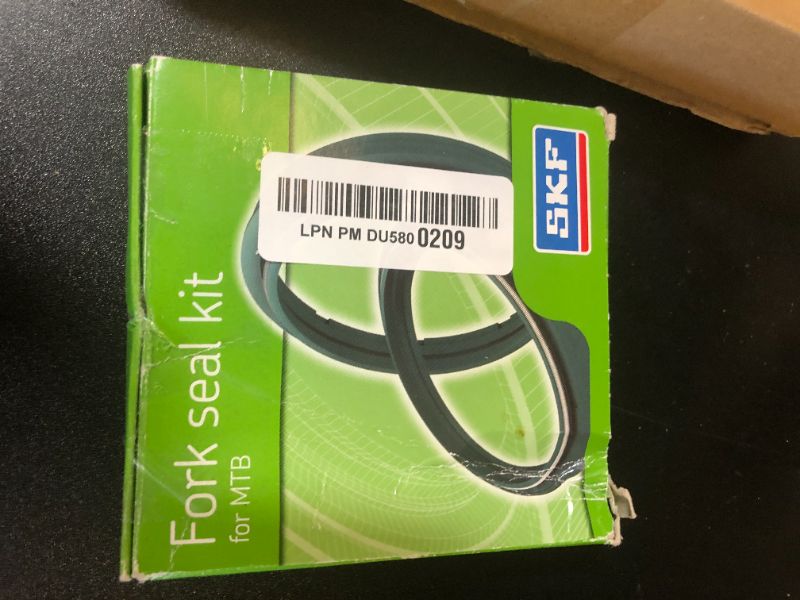 SKF
LPN PM DU580 0209
Fork seal kit
for MTB